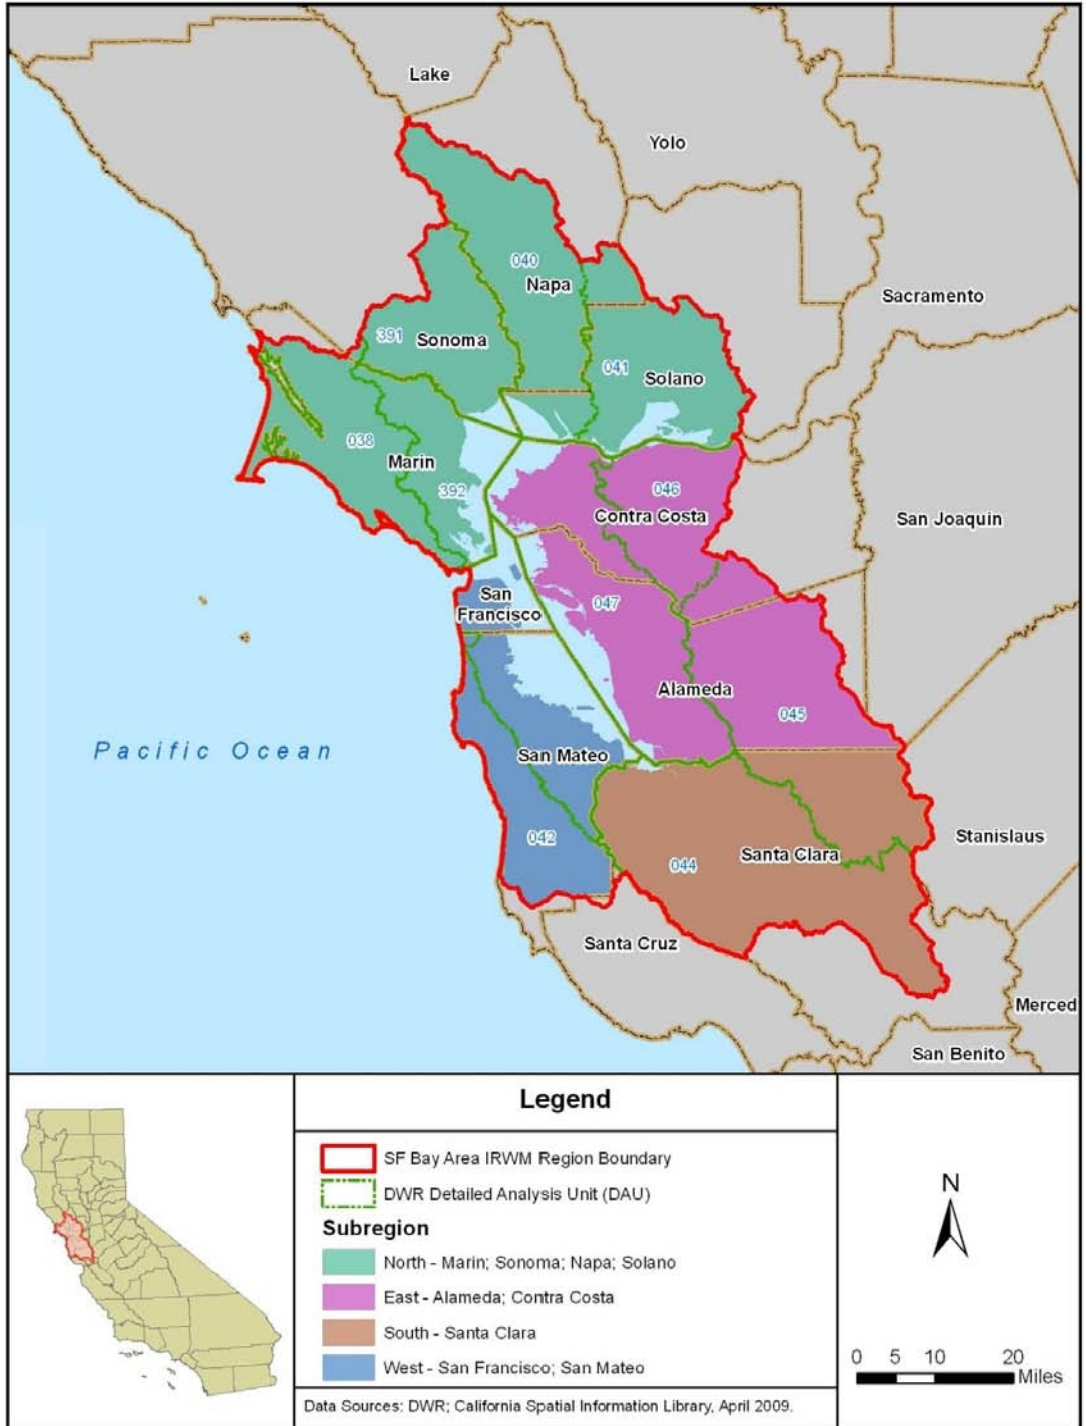 Lake
Yolo
040
Napa
Sacramento
391
Sonoma
041
Solano
038
Marin
392
046
Contra Costa
San Joaquin
San
Francisco
047
Alameda
045
Pacific Ocean
San Mateo
042
Stanislaus
Santa Clara
044
Santa Cruz
Merced
San Benito
Legend
SF Bay Area IRWM Region Boundary
DWR Detailed Analysis Unit (DAU)
Subregion
North - Marin; Sonoma; Napa; Solano
East - Alameda; Contra Costa
South - Santa Clara
West - San Francisco; San Mateo
Data Sources: DWR; California Spatial Information Library, April 2009.
N
0 5 10 20
Miles